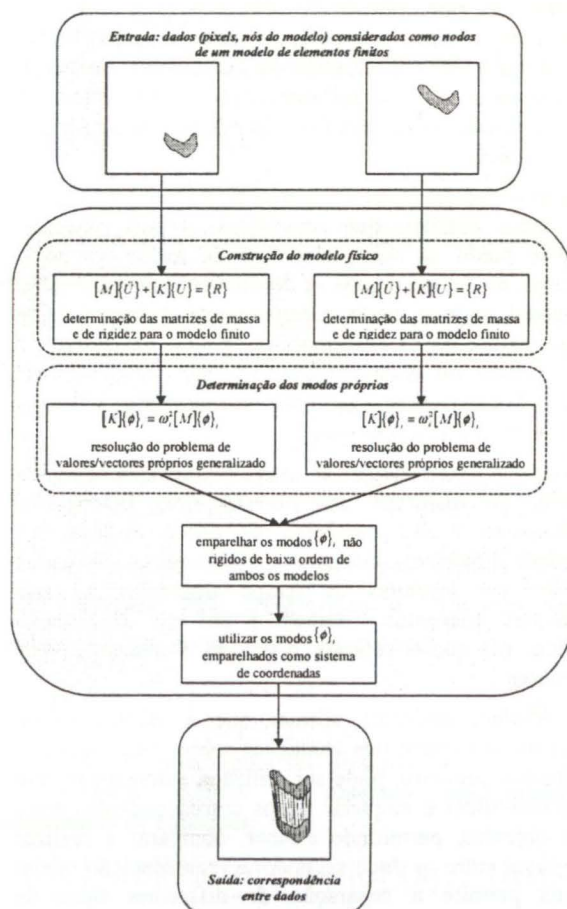 Entrada: dados (pixels, nós do modelo) considerados como nodos
de um modelo de elementos finitos
Construção do modelo físico
[M]{Ü}+[K]{U}={R}
determinação das matrizes de massa
e de rigidez para o modelo finito
[M]{Ü}+[K]{U}={R}
determinação das matrizes de massa
e de rigidez para o modelo finito
Determinação dos modos próprios
[K]{ϕ}ᵢ = ωᵢ²[M]{ϕ}ᵢ
resolução do problema de
valores/vectores próprios generalizado
[K]{ϕ}ᵢ = ωᵢ²[M]{ϕ}ᵢ
resolução do problema de
valores/vectores próprios generalizado
emparelhar os modos {ϕ}ᵢ não
rígidos de baixa ordem de
ambos os modelos
utilizar os modos {ϕ}ᵢ
emparelhados como sistema
de coordenadas
Saída: correspondência
entre dados